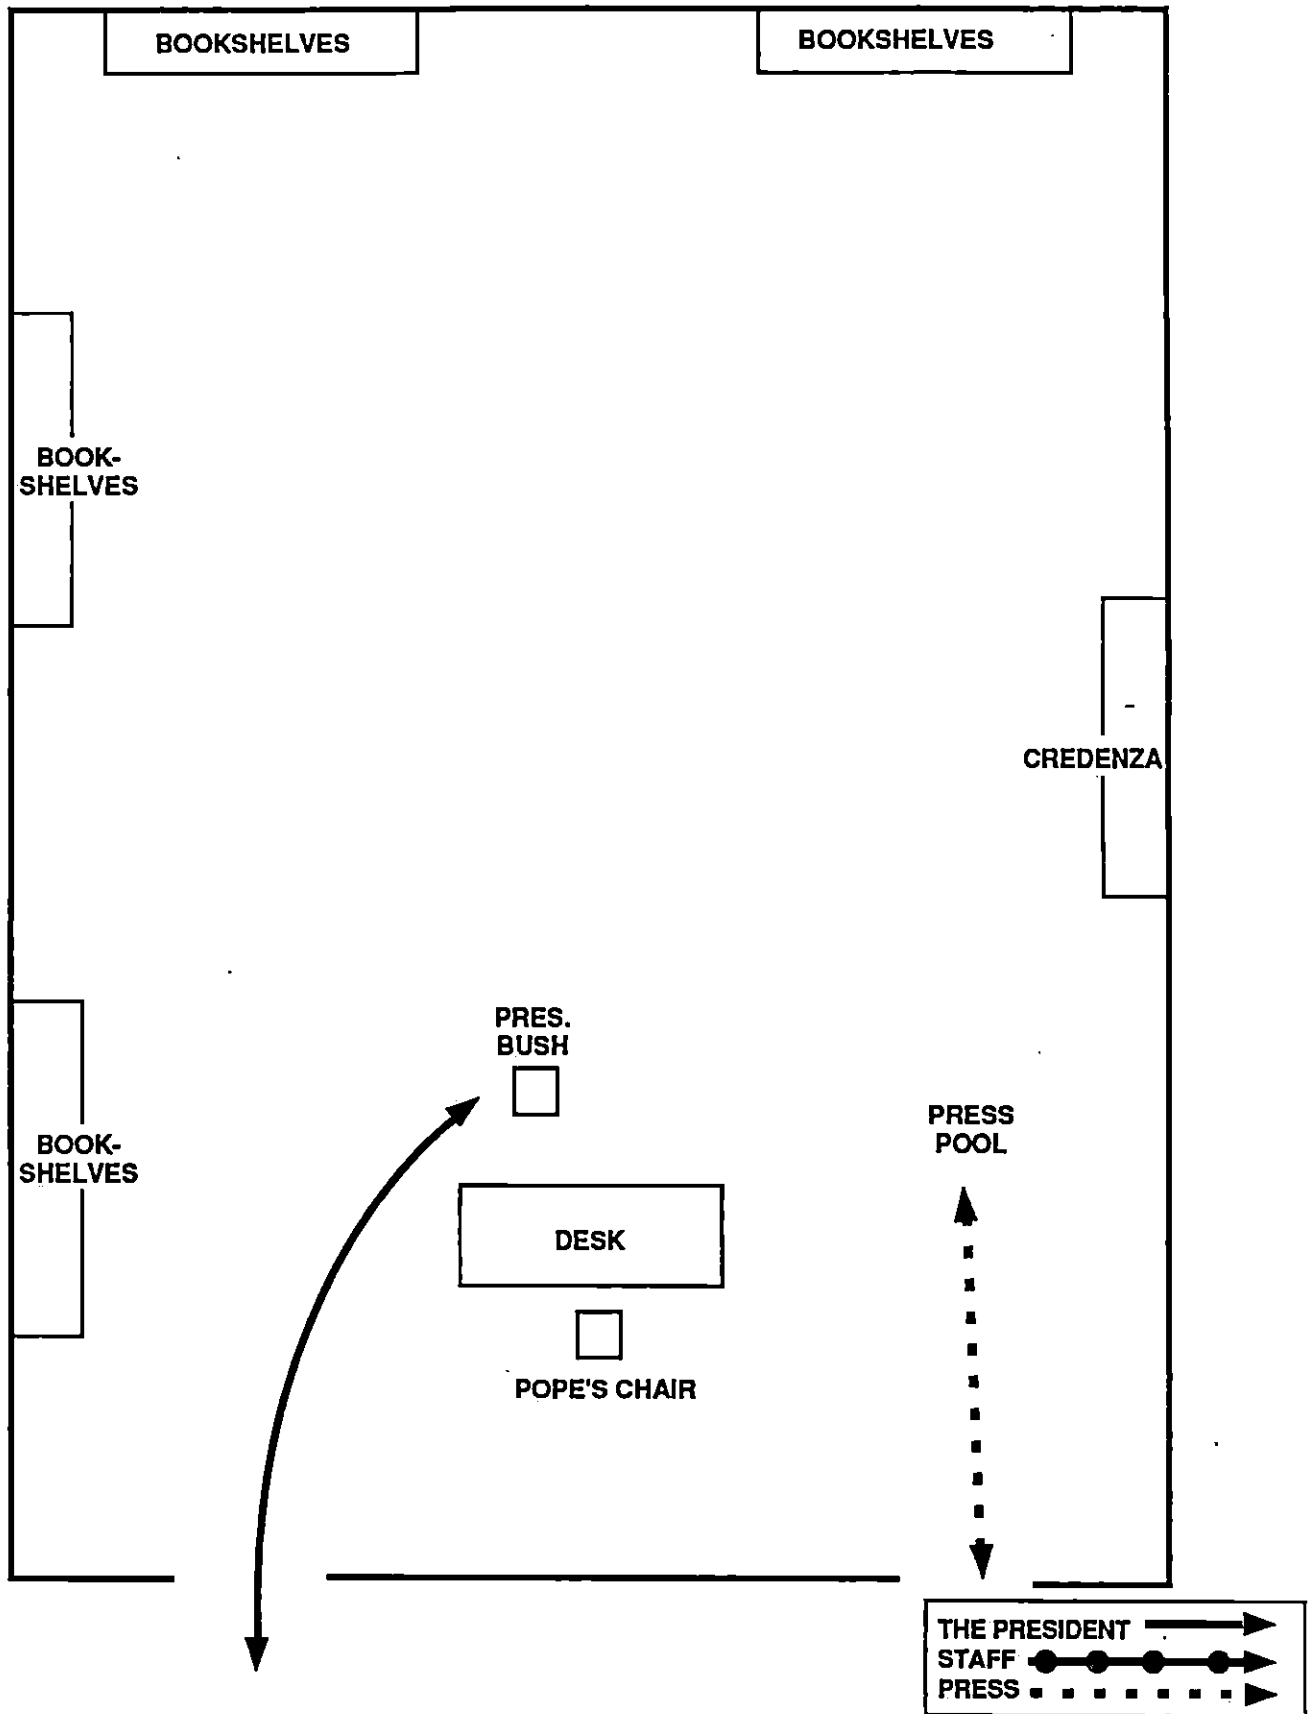 BOOKSHELVES
BOOKSHELVES
BOOK-
SHELVES
CREDENZA
PRES.
BUSH
PRESS
POOL
BOOK-
SHELVES
DESK
POPE'S CHAIR
THE PRESIDENT
STAFF
PRESS